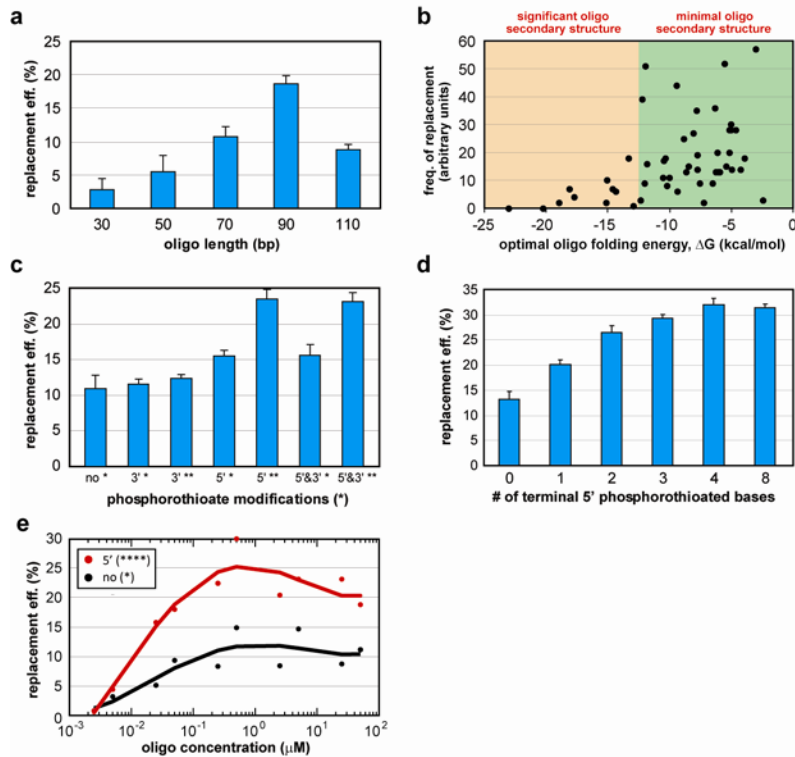 a
replacement eff. (%)
25
20
15
10
5
0
30 50 70 90 110
oligo length (bp)
b
significant oligo
secondary structure
minimal oligo
secondary structure
freq. of replacement
(arbitrary units)
60
50
40
30
20
10
0
-25 -20 -15 -10 -5 0
optimal oligo folding energy, ΔG (kcal/mol)
c
replacement eff. (%)
25
20
15
10
5
0
no * 3' * 3' ** 5' * 5' ** 5'&3' * 5'&3' **
phosphorothioate modifications (*)
d
replacement eff. (%)
35
30
25
20
15
10
5
0
0 1 2 3 4 8
# of terminal 5' phosphorothioated bases
e
replacement eff. (%)
30
25
20
15
10
5
0
5' (****)
no (*)
10-3 10-2 10-1 100 101 102
oligo concentration (μM)